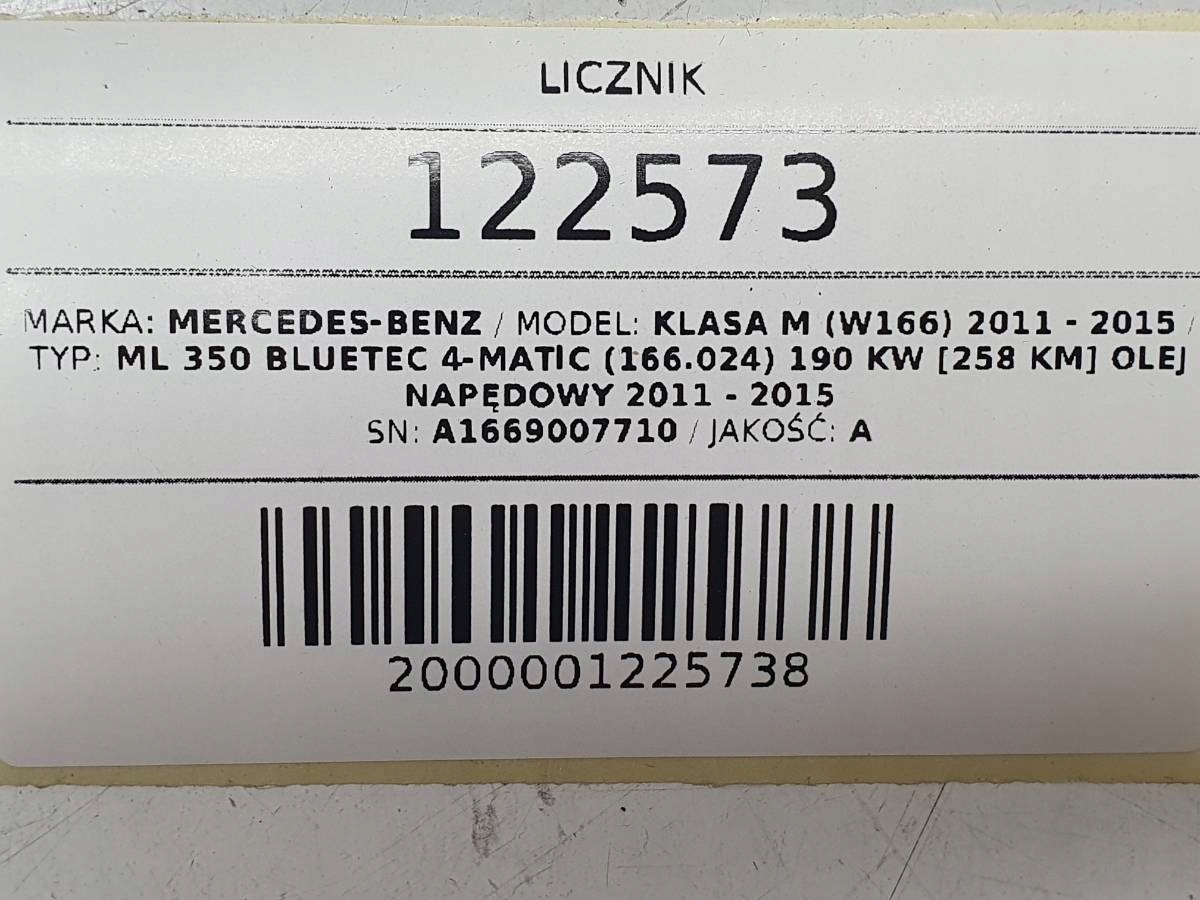 LICZNIK
122573
MARKA: MERCEDES-BENZ / MODEL: KLASA M (W166) 2011 - 2015 /
TYP: ML 350 BLUETEC 4-MATIC (166.024) 190 KW [258 KM] OLEJ
NAPĘDOWY 2011 - 2015
SN: A1669007710 / JAKOŚĆ: A
2000001225738